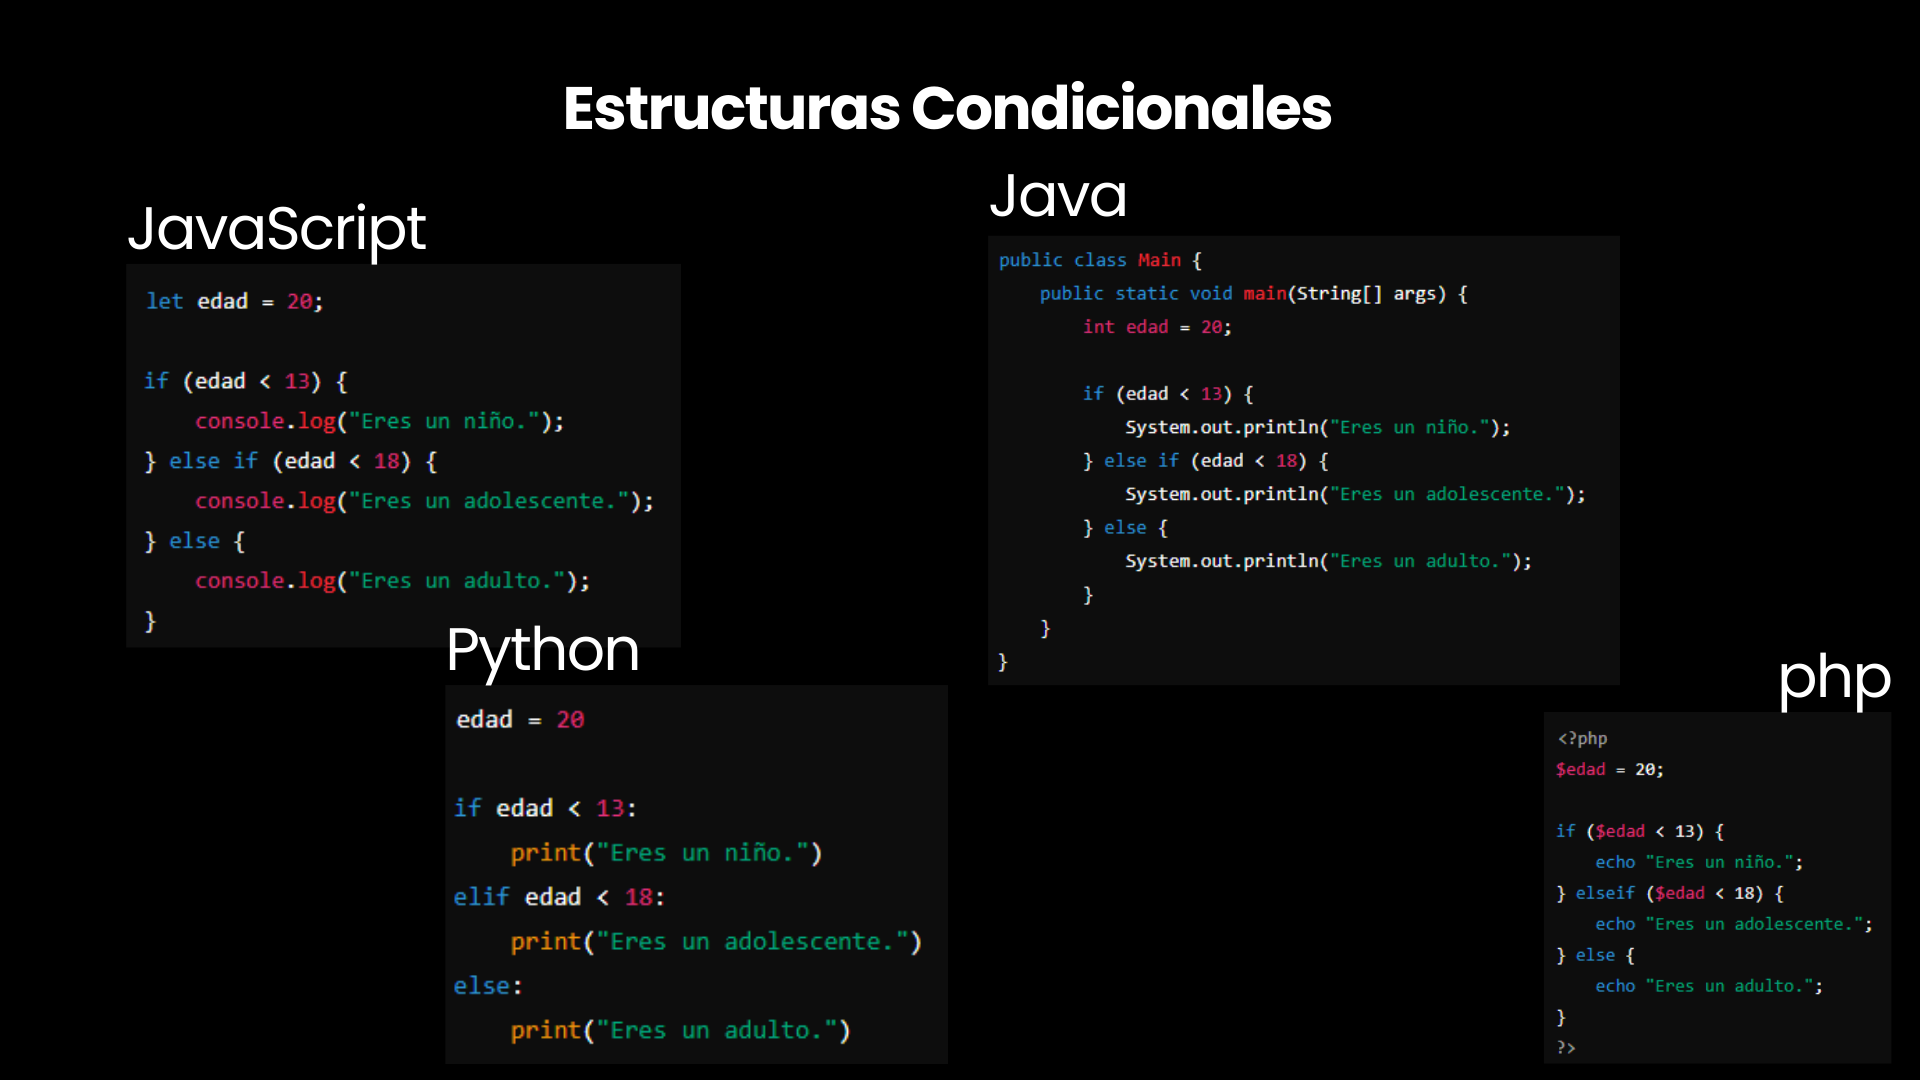 Estructuras Condicionales
JavaScript
let edad = 20;
if (edad < 13) {
    console.log("Eres un niño.");
} else if (edad < 18) {
    console.log("Eres un adolescente.");
} else {
    console.log("Eres un adulto.");
}
Java
public class Main {
    public static void main(String[] args) {
        int edad = 20;
        if (edad < 13) {
            System.out.println("Eres un niño.");
        } else if (edad < 18) {
            System.out.println("Eres un adolescente.");
        } else {
            System.out.println("Eres un adulto.");
        }
    }
}
Python
edad = 20
if edad < 13:
    print("Eres un niño.")
elif edad < 18:
    print("Eres un adolescente.")
else:
    print("Eres un adulto.")
php
<?php
$edad = 20;
if ($edad < 13) {
    echo "Eres un niño.";
} elseif ($edad < 18) {
    echo "Eres un adolescente.";
} else {
    echo "Eres un adulto.";
}
?>